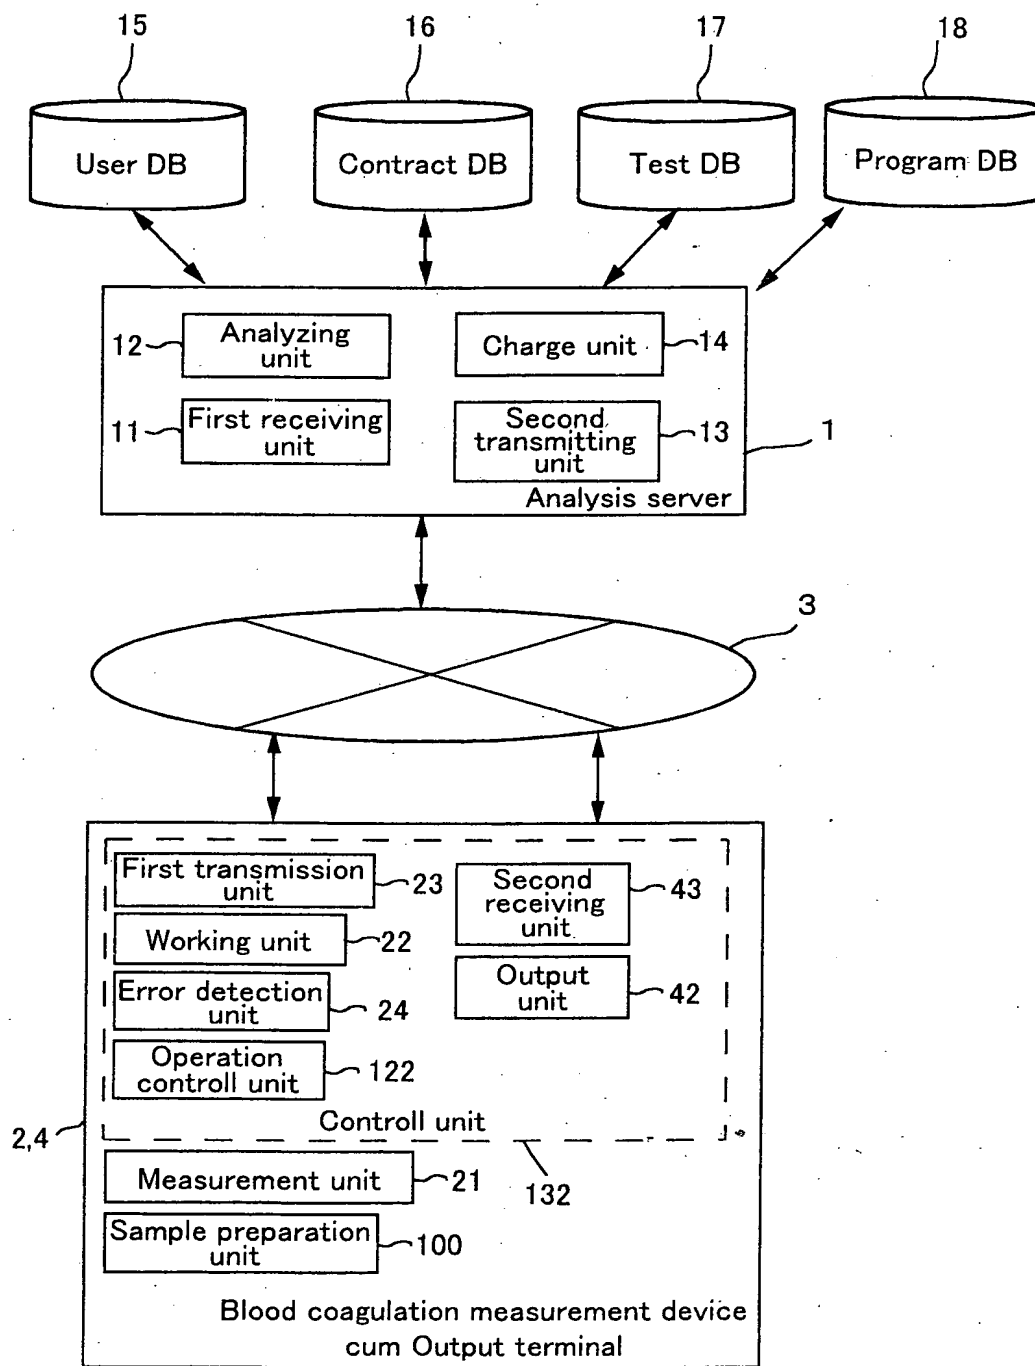 15
16
17
18
User DB
Contract DB
Test DB
Program DB
12
Analyzing
unit
Charge unit
14
11
First receiving
unit
Second
transmitting
unit
13
1
Analysis server
3
First transmission
unit
23
Second
receiving
unit
43
Working unit
22
Error detection
unit
24
Output
unit
42
Operation
controll unit
122
Controll unit
2,4
132
Measurement unit
21
Sample preparation
unit
100
Blood coagulation measurement device
cum Output terminal